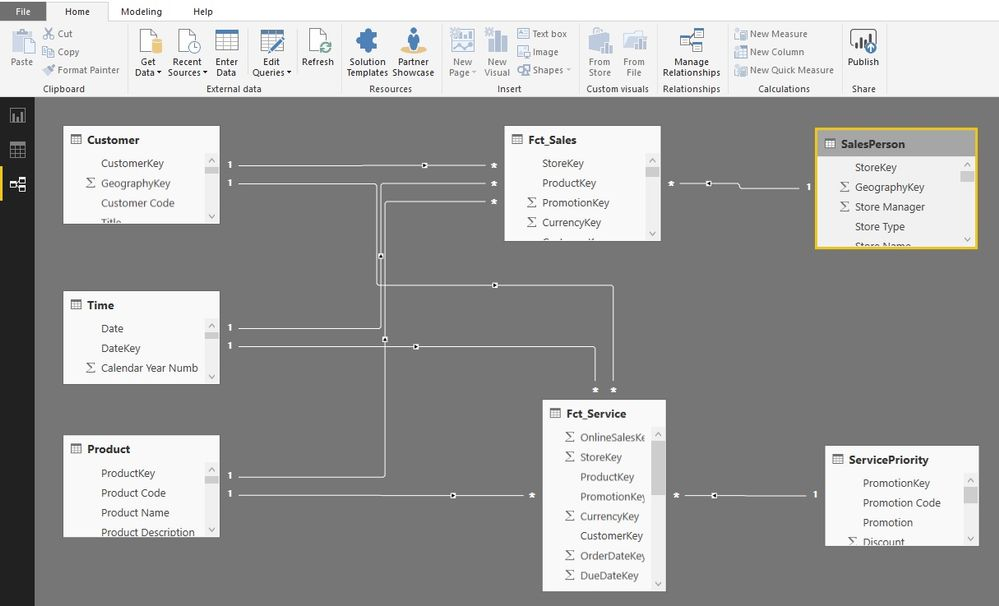 File Home Modeling Help
Paste
Cut
Copy
Format Painter
Clipboard
Get Data
Recent Sources
Enter Data
Edit Queries
Refresh
External data
Solution Templates
Partner Showcase
Resources
New Page
New Visual
Text box
Image
Shapes
Insert
From Store
From File
Custom visuals
Manage Relationships
Relationships
New Measure
New Column
New Quick Measure
Calculations
Publish
Share
Customer
CustomerKey
Σ GeographyKey
Customer Code
Title
1
1
*
*
*
Fct_Sales
StoreKey
ProductKey
Σ PromotionKey
Σ CurrencyKey
*
1
SalesPerson
StoreKey
Σ GeographyKey
Σ Store Manager
Store Type
Store Name
Time
Date
DateKey
Σ Calendar Year Numb
1
1
* *
Product
ProductKey
Product Code
Product Name
Product Description
1
1
*
Fct_Service
Σ OnlineSalesKe
Σ StoreKey
ProductKey
PromotionKey
Σ CurrencyKey
CustomerKey
Σ OrderDateKey
Σ DueDateKey
*
1
ServicePriority
PromotionKey
Promotion Code
Promotion
Σ Discount